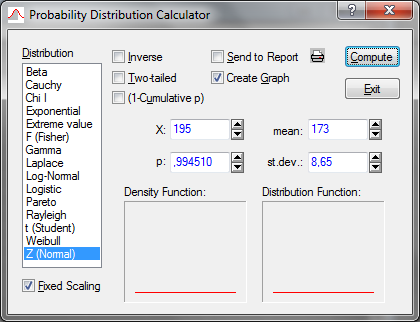 Probability Distribution Calculator
?
Distribution
Beta
Cauchy
Chi I
Exponential
Extreme value
F (Fisher)
Gamma
Laplace
Log-Normal
Logistic
Pareto
Rayleigh
t (Student)
Weibull
Z (Normal)
Fixed Scaling
Inverse
Two-tailed
(1-Cumulative p)
Send to Report
Create Graph
Compute
Exit
X: 195
mean: 173
p: ,994510
st.dev.: 8,65
Density Function:
Distribution Function: